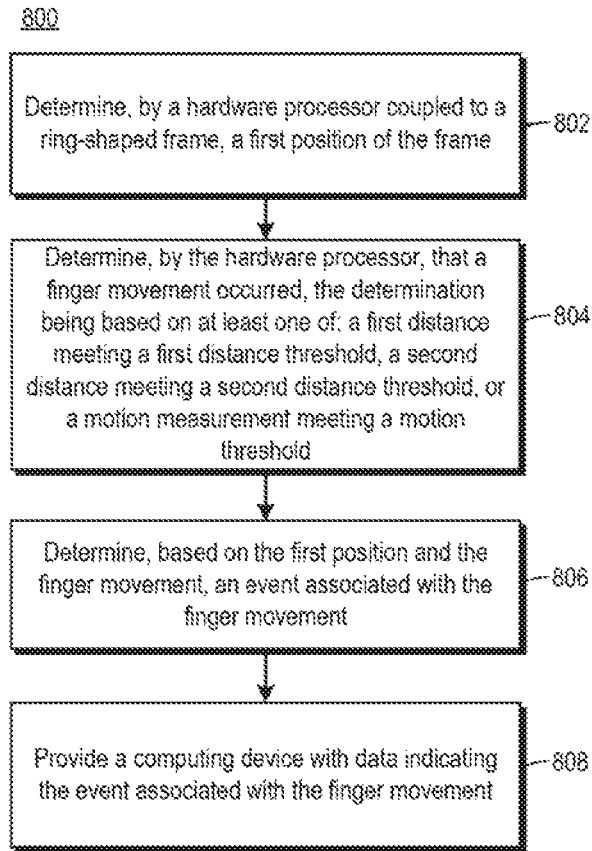 800
Determine, by a hardware processor coupled to a
ring-shaped frame, a first position of the frame
802
Determine, by the hardware processor, that a
finger movement occurred, the determination
being based on at least one of: a first distance
meeting a first distance threshold, a second
distance meeting a second distance threshold, or
a motion measurement meeting a motion
threshold
804
Determine, based on the first position and the
finger movement, an event associated with the
finger movement
806
Provide a computing device with data indicating
the event associated with the finger movement
808